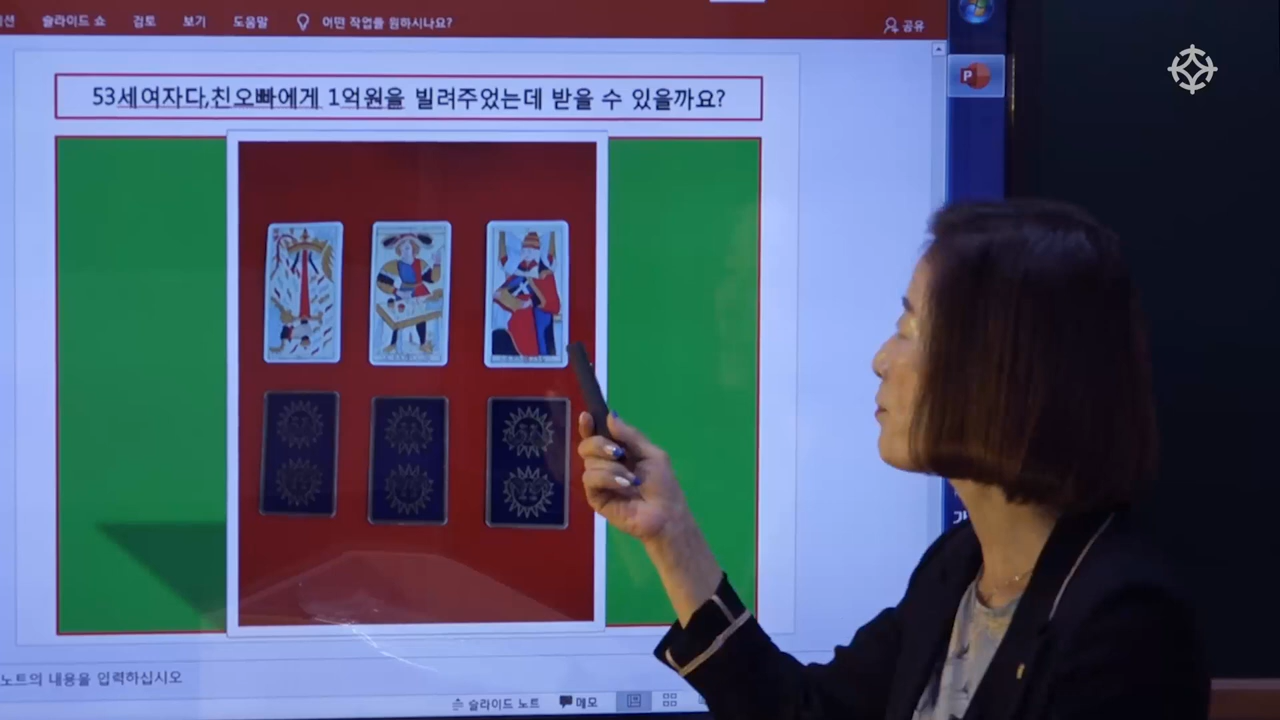 슬라이드 쇼 검토 보기 도움말 어떤 작업을 원하시나요? 공유
53세여자다,친오빠에게 1억원을 빌려주었는데 받을 수 있을까요?
노트의 내용을 입력하십시오
슬라이드 노트 메모